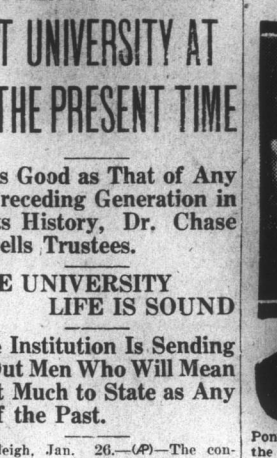 T UNIVERSITY AT
THE PRESENT TIME
s Good as That of Any
receding Generation in
ts History, Dr. Chase
ells Trustees.
E UNIVERSITY
LIFE IS SOUND
e Institution Is Sending
Out Men Who Will Mean
t Much to State as Any
f the Past.
leigh, Jan. 26.—(AP)—The con-
Pon
the